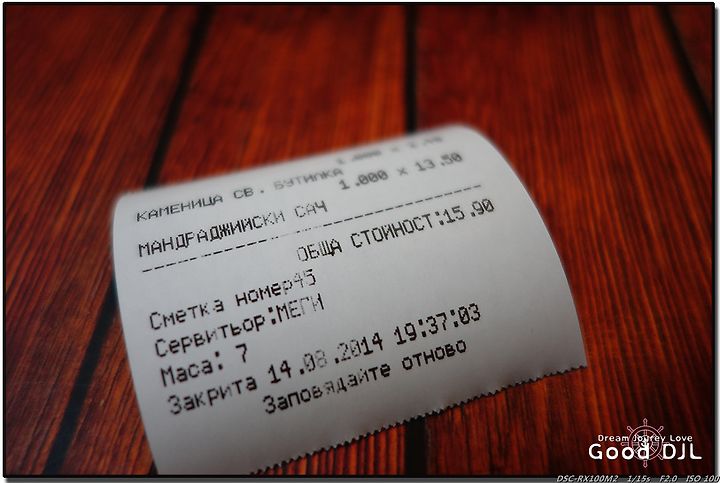 КАМЕНИЦА СВ. БУТИЛКА
1.000 x 13.50
МАНДРАДЖИЙСКИ САЧ
ОБЩА СТОЙНОСТ:15.90
Сметка номер45
Сервитьор:МЕГИ
Маса: 7
Закрита 14.08.2014 19:37:03
Заповядайте отново
Dream Jourey Love
Good DJL
DSC-RX100M2 1/15s F2.0 ISO 100